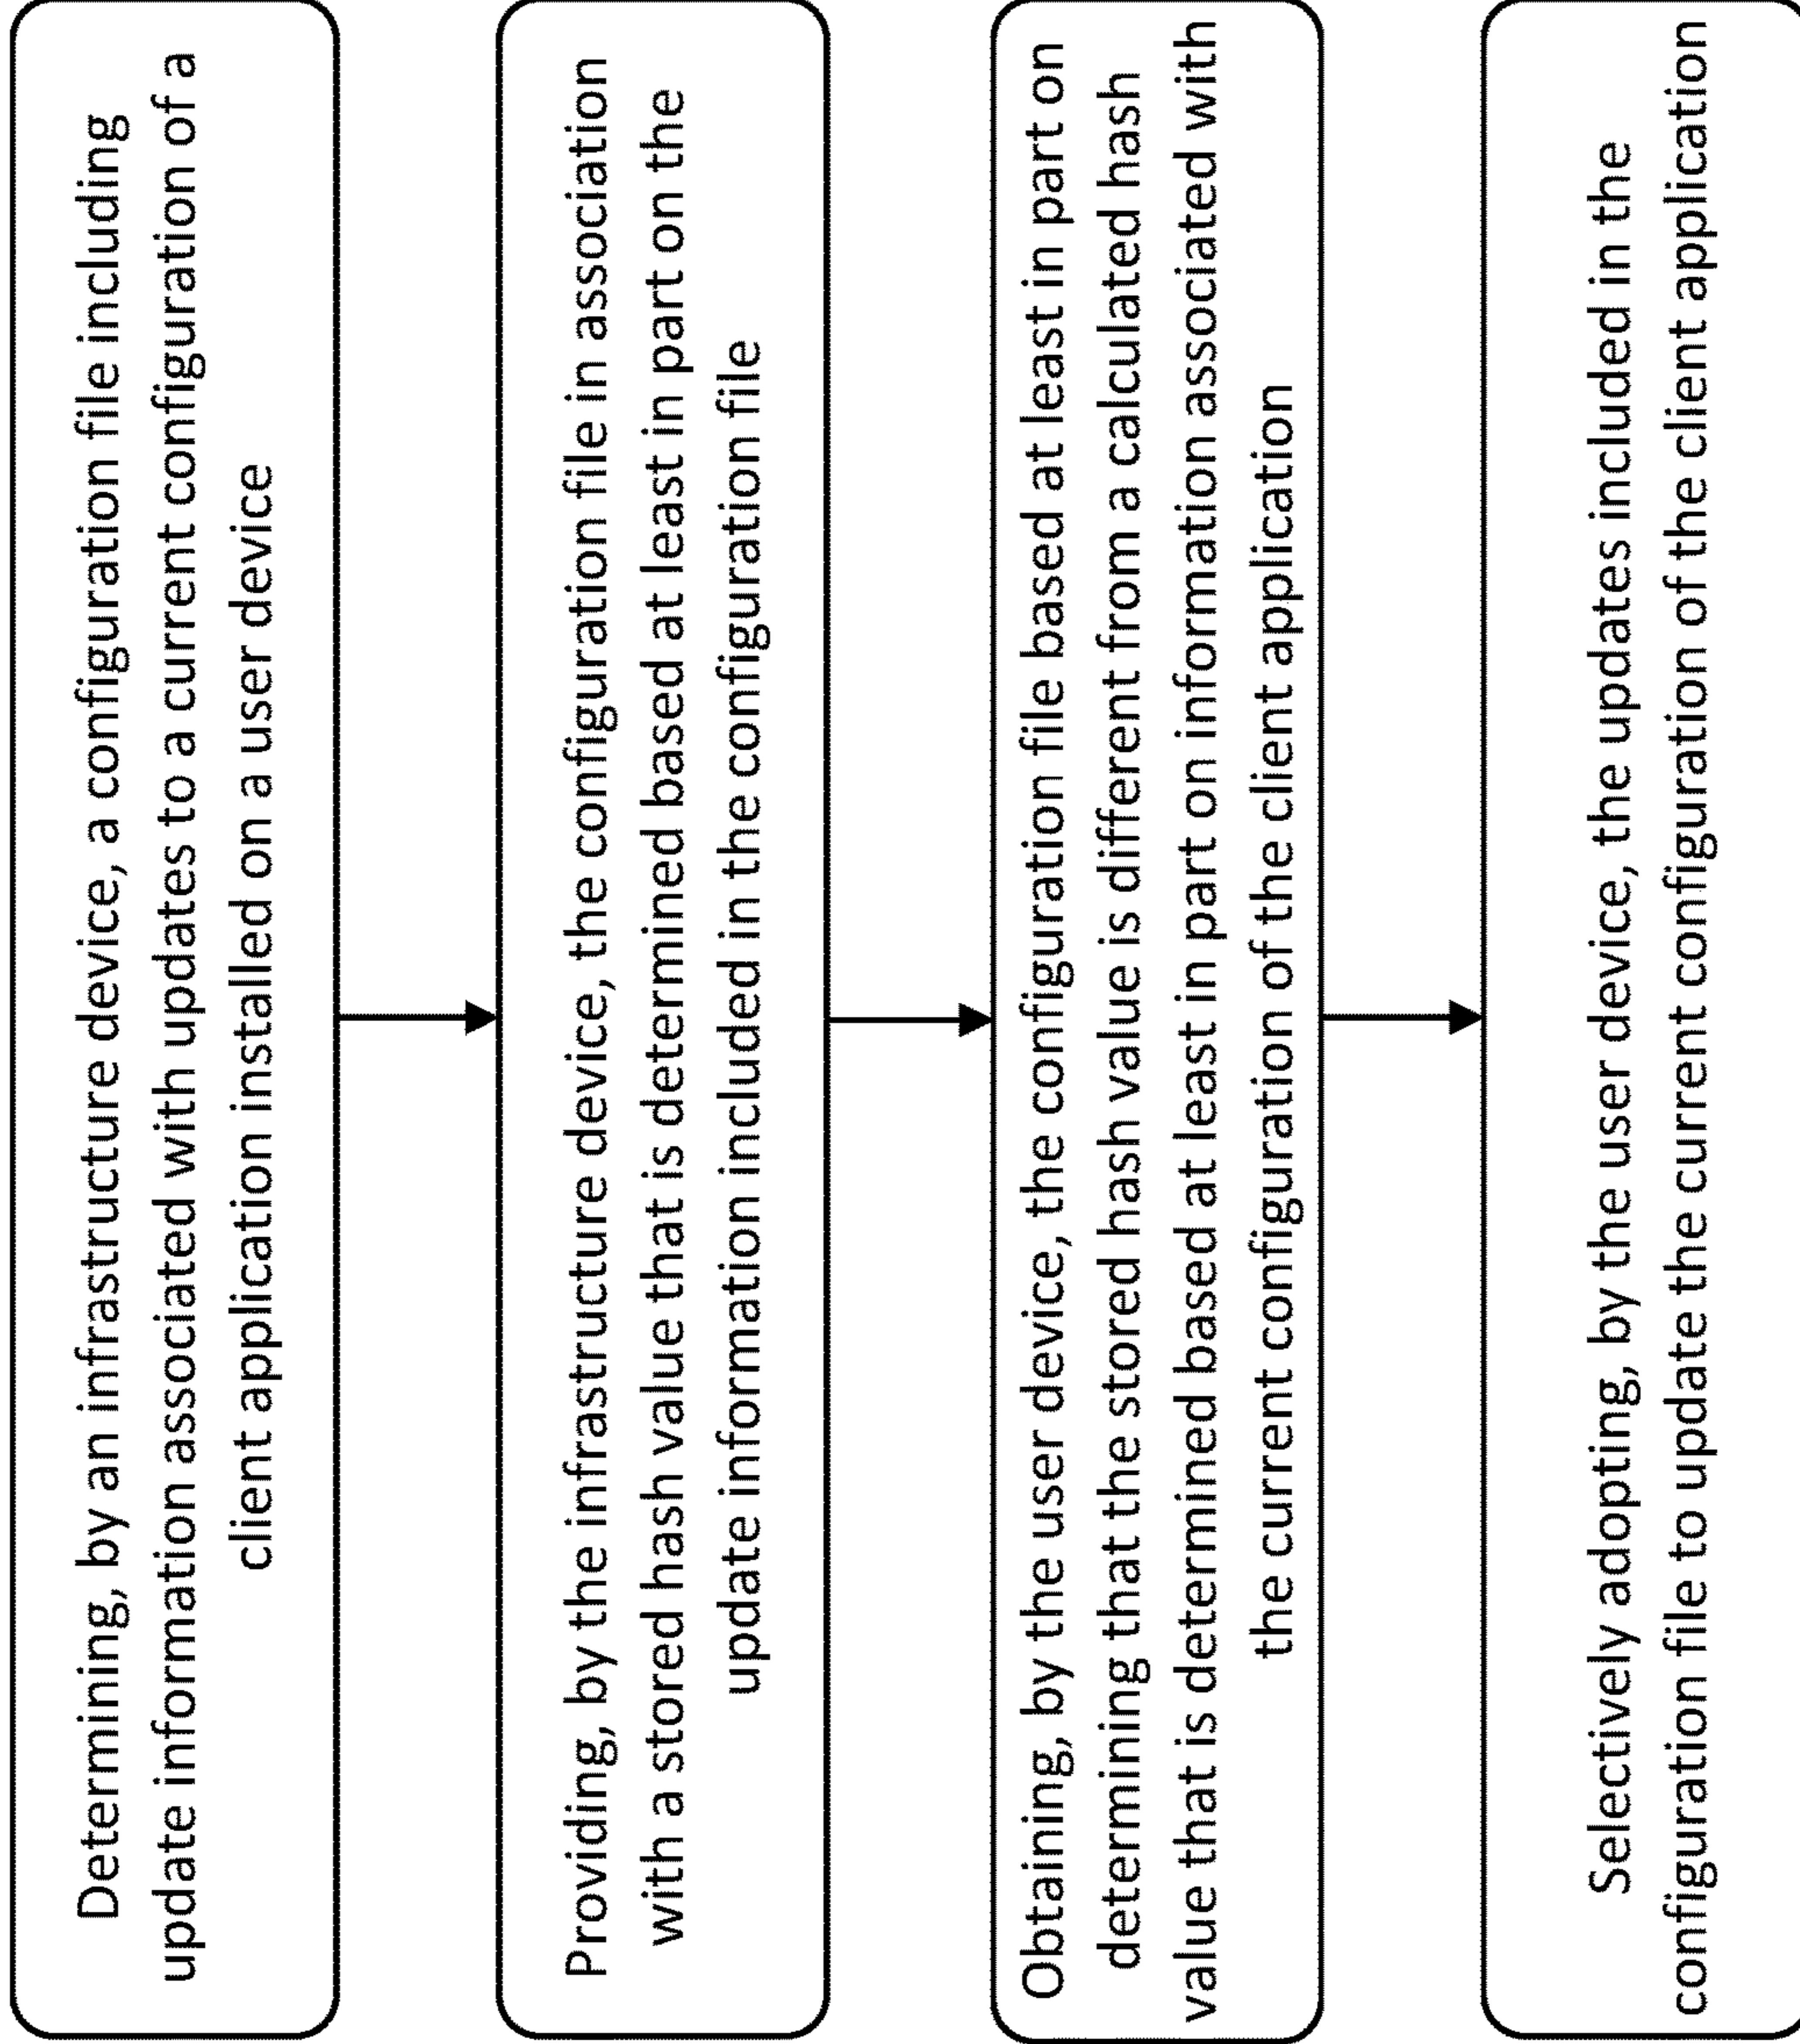 Determining, by an infrastructure device, a configuration file including
update information associated with updates to a current configuration of a
client application installed on a user device
Providing, by the infrastructure device, the configuration file in association
with a stored hash value that is determined based at least in part on the
update information included in the configuration file
Obtaining, by the user device, the configuration file based at least in part on
determining that the stored hash value is different from a calculated hash
value that is determined based at least in part on information associated with
the current configuration of the client application
Selectively adopting, by the user device, the updates included in the
configuration file to update the current configuration of the client application